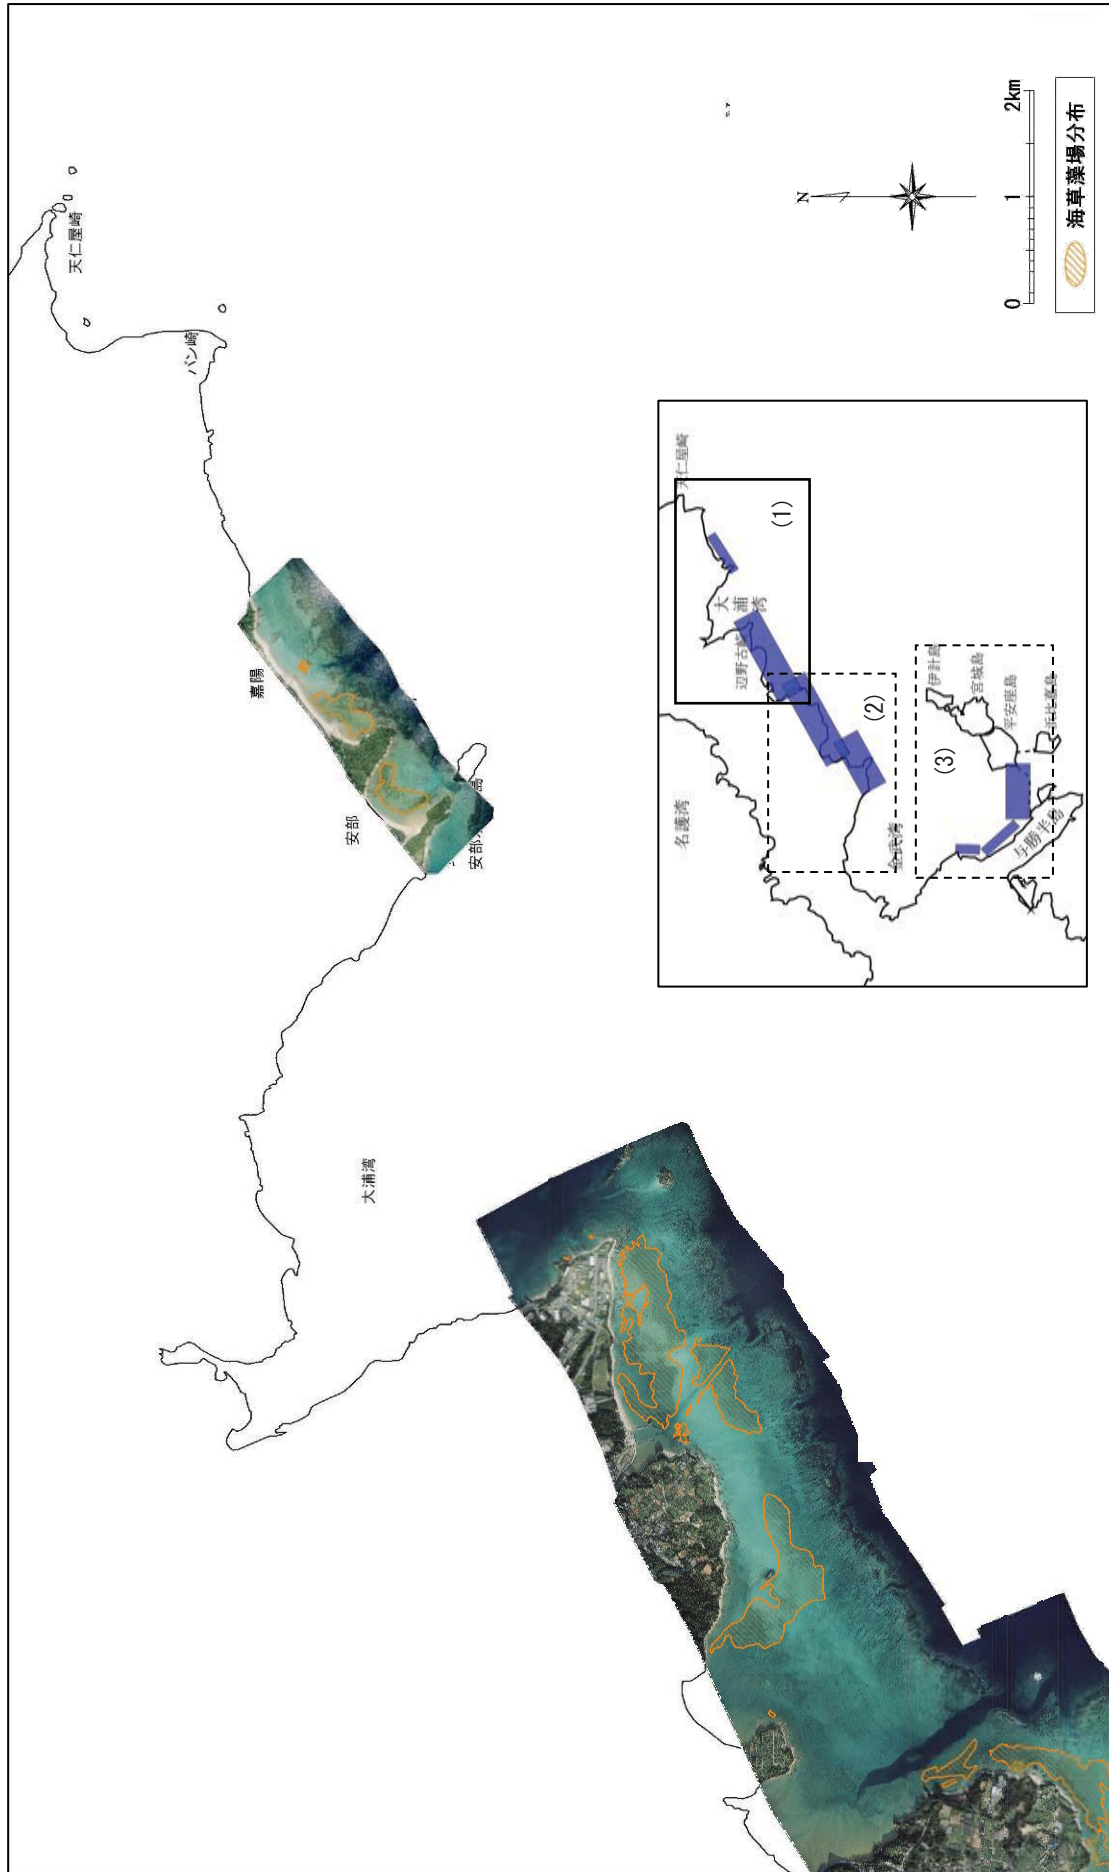 天仁屋崎
バン崎
嘉陽
安部
大浦湾
N
0 1 2km
海草藻場分布
天仁屋崎
大浦湾
辺野古崎
(1)
名護湾
(2)
金武湾
(3)
伊計島
宮城島
平安座島
浜比嘉島
与勝半島